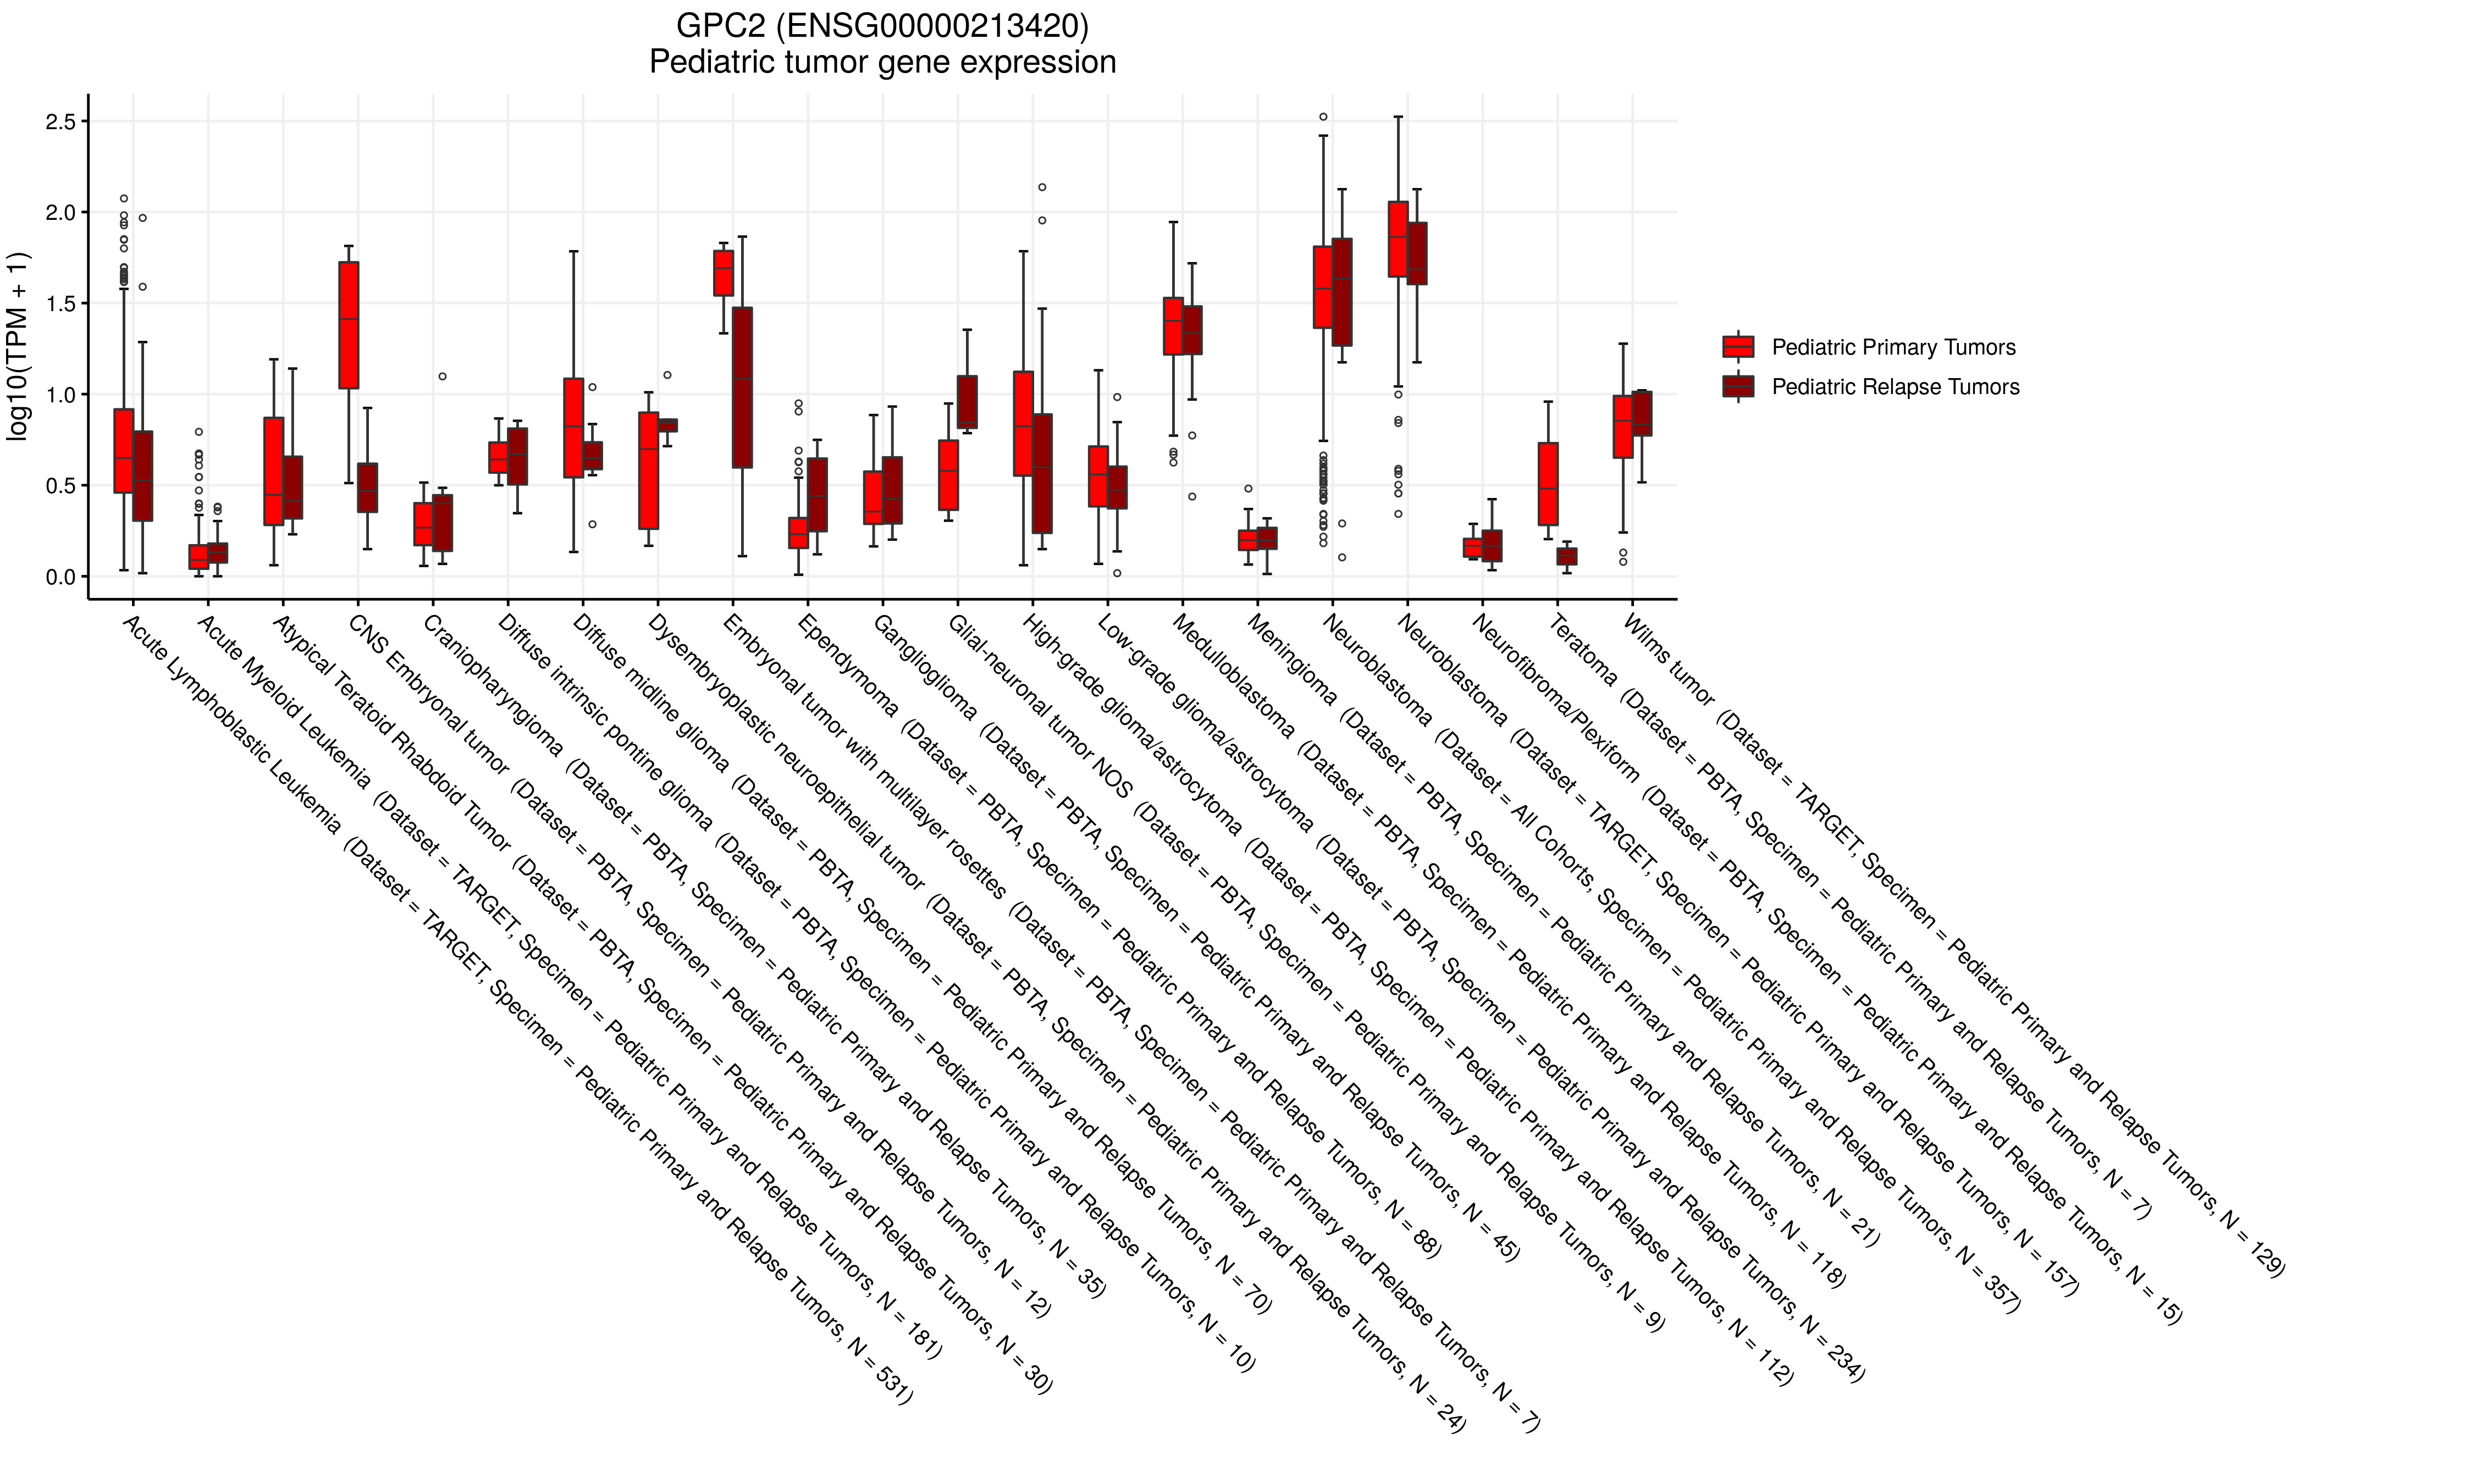 GPC2 (ENSG00000213420)
Pediatric tumor gene expression
log10(TPM + 1)
2.5
2.0
1.5
1.0
0.5
0.0
Pediatric Primary Tumors
Pediatric Relapse Tumors
Acute Lymphoblastic Leukemia (Dataset = TARGET, Specimen = Pediatric Primary and Relapse Tumors, N = 531)
Acute Myeloid Leukemia (Dataset = TARGET, Specimen = Pediatric Primary and Relapse Tumors, N = 181)
Atypical Teratoid Rhabdoid Tumor (Dataset = PBTA, Specimen = Pediatric Primary and Relapse Tumors, N = 30)
CNS Embryonal tumor (Dataset = PBTA, Specimen = Pediatric Primary and Relapse Tumors, N = 12)
Craniopharyngioma (Dataset = PBTA, Specimen = Pediatric Primary and Relapse Tumors, N = 35)
Diffuse intrinsic pontine glioma (Dataset = PBTA, Specimen = Pediatric Primary and Relapse Tumors, N = 10)
Diffuse midline glioma (Dataset = PBTA, Specimen = Pediatric Primary and Relapse Tumors, N = 70)
Dysembryoplastic neuroepithelial tumor (Dataset = PBTA, Specimen = Pediatric Primary and Relapse Tumors, N = 24)
Embryonal tumor with multilayer rosettes (Dataset = PBTA, Specimen = Pediatric Primary and Relapse Tumors, N = 7)
Ependymoma (Dataset = PBTA, Specimen = Pediatric Primary and Relapse Tumors, N = 88)
Ganglioglioma (Dataset = PBTA, Specimen = Pediatric Primary and Relapse Tumors, N = 45)
Glial-neuronal tumor NOS (Dataset = PBTA, Specimen = Pediatric Primary and Relapse Tumors, N = 9)
High-grade glioma/astrocytoma (Dataset = PBTA, Specimen = Pediatric Primary and Relapse Tumors, N = 112)
Low-grade glioma/astrocytoma (Dataset = PBTA, Specimen = Pediatric Primary and Relapse Tumors, N = 234)
Medulloblastoma (Dataset = PBTA, Specimen = Pediatric Primary and Relapse Tumors, N = 118)
Meningioma (Dataset = PBTA, Specimen = Pediatric Primary and Relapse Tumors, N = 21)
Neuroblastoma (Dataset = All Cohorts, Specimen = Pediatric Primary and Relapse Tumors, N = 357)
Neuroblastoma (Dataset = TARGET, Specimen = Pediatric Primary and Relapse Tumors, N = 157)
Neurofibroma/Plexiform (Dataset = PBTA, Specimen = Pediatric Primary and Relapse Tumors, N = 15)
Teratoma (Dataset = PBTA, Specimen = Pediatric Primary and Relapse Tumors, N = 7)
Wilms tumor (Dataset = TARGET, Specimen = Pediatric Primary and Relapse Tumors, N = 129)